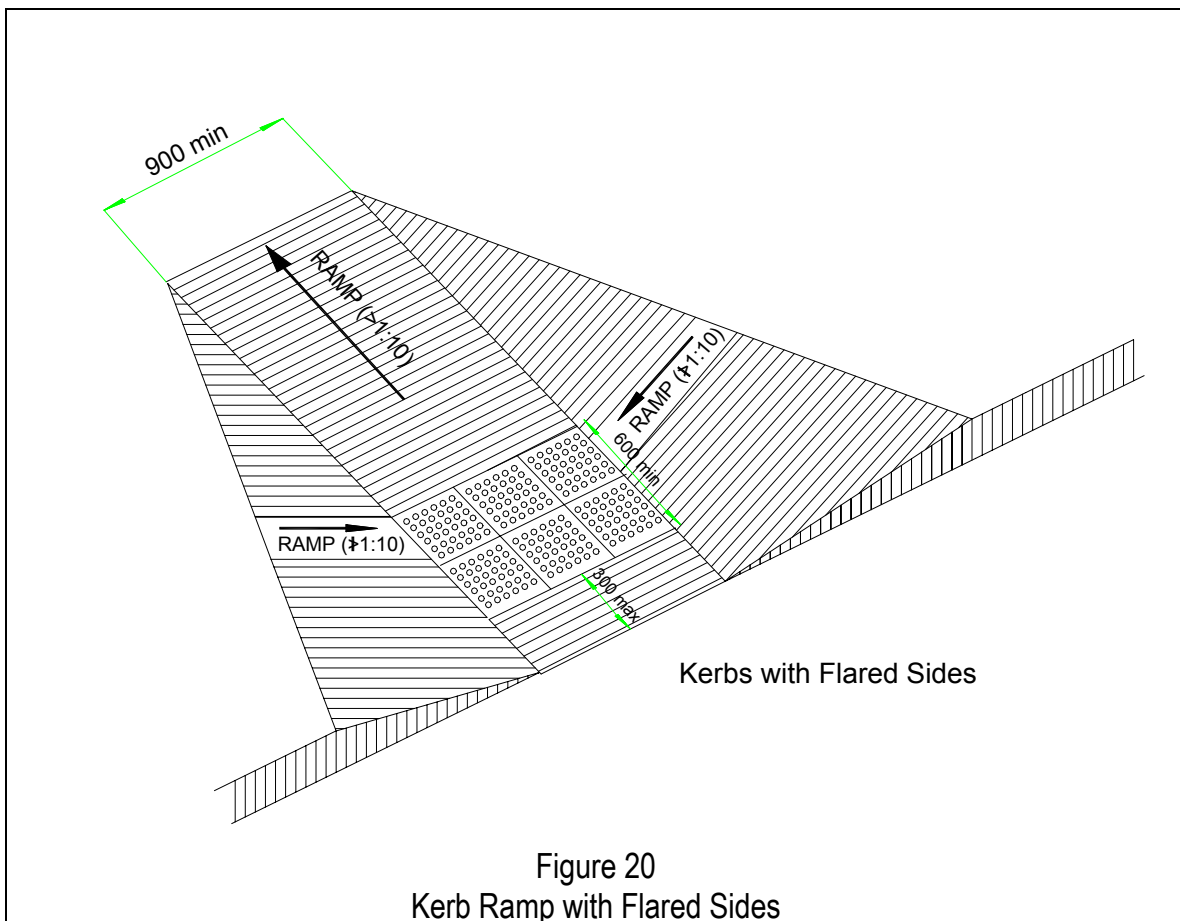 900 min
RAMP (≯1:10)
RAMP (≯1:10)
600 min
RAMP (≯1:10)
300 max
Kerbs with Flared Sides
Figure 20
Kerb Ramp with Flared Sides